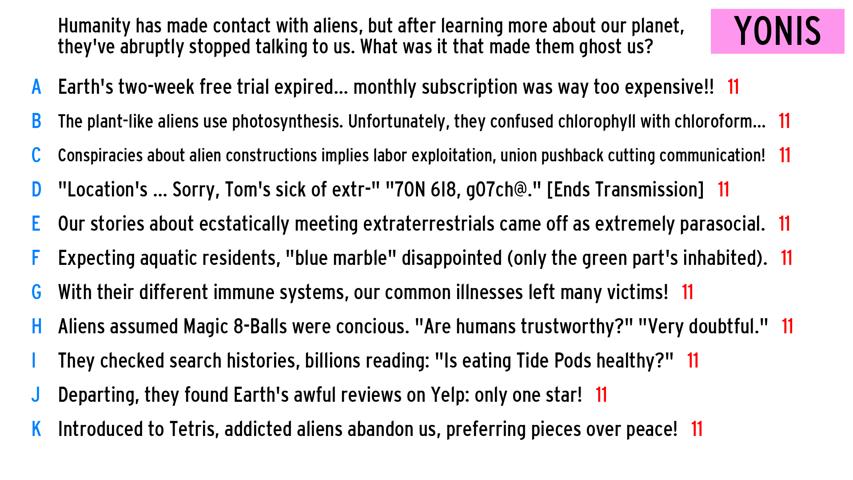 Humanity has made contact with aliens, but after learning more about our planet,
they've abruptly stopped talking to us. What was it that made them ghost us?
YONIS
A Earth's two-week free trial expired... monthly subscription was way too expensive!! 11
B The plant-like aliens use photosynthesis. Unfortunately, they confused chlorophyll with chloroform... 11
C Conspiracies about alien constructions implies labor exploitation, union pushback cutting communication! 11
D "Location's ... Sorry, Tom's sick of extr-" "70N 6I8, g07ch@." [Ends Transmission] 11
E Our stories about ecstatically meeting extraterrestrials came off as extremely parasocial. 11
F Expecting aquatic residents, "blue marble" disappointed (only the green part's inhabited). 11
G With their different immune systems, our common illnesses left many victims! 11
H Aliens assumed Magic 8-Balls were concious. "Are humans trustworthy?" "Very doubtful." 11
I They checked search histories, billions reading: "Is eating Tide Pods healthy?" 11
J Departing, they found Earth's awful reviews on Yelp: only one star! 11
K Introduced to Tetris, addicted aliens abandon us, preferring pieces over peace! 11